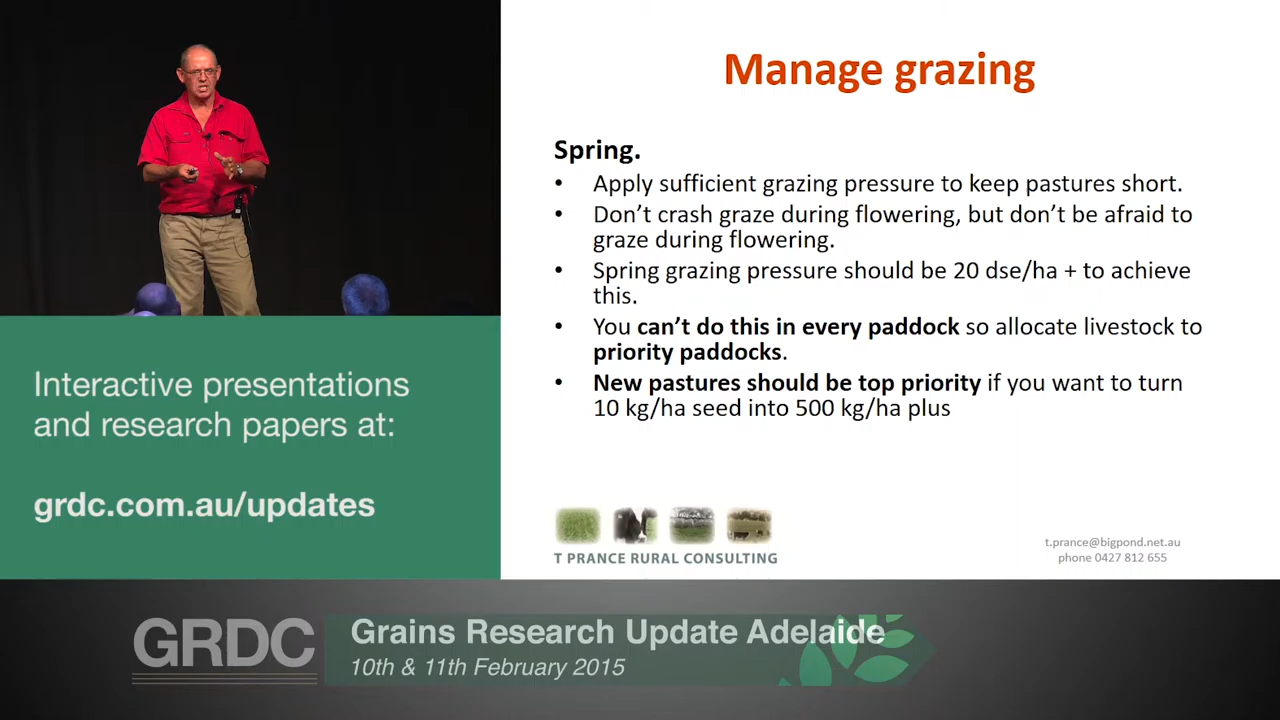 Manage grazing
Spring.
• Apply sufficient grazing pressure to keep pastures short.
• Don't crash graze during flowering, but don't be afraid to
graze during flowering.
• Spring grazing pressure should be 20 dse/ha + to achieve
this.
• You can't do this in every paddock so allocate livestock to
priority paddocks.
• New pastures should be top priority if you want to turn
10 kg/ha seed into 500 kg/ha plus
T PRANCE RURAL CONSULTING
t.prance@bigpond.net.au
phone 0427 812 655
Interactive presentations
and research papers at:
grdc.com.au/updates
GRDC
Grains Research Update Adelaide
10th & 11th February 2015